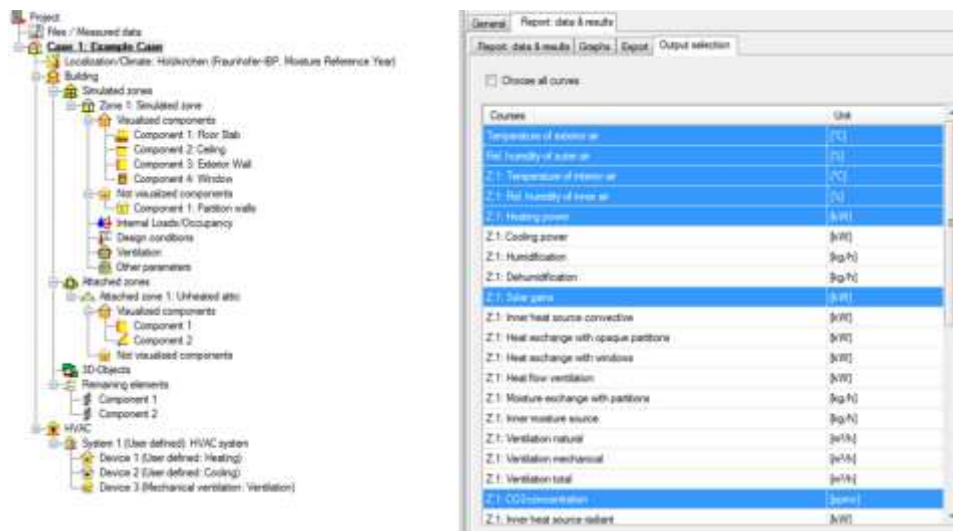 Project
Files / Measured data
Case 1: Example Case
Localization/Climate: Holzkirchen (Fraunhofer-IBP, Moisture Reference Year)
Building
Simulated zones
Zone 1: Simulated zone
Visualized components
Component 1: Floor Slab
Component 2: Ceiling
Component 3: Exterior Wall
Component 4: Window
Not visualized components
Component 1: Partition walls
Internal Loads/Occupancy
Design conditions
Ventilation
Other parameters
Attached zones
Attached zone 1: Unheated attic
Visualized components
Component 1
Component 2
Not visualized components
3D-Objects
Remaining elements
Component 1
Component 2
HVAC
System 1 (User defined): HVAC system
Device 1 (User defined: Heating)
Device 2 (User defined: Cooling)
Device 3 (Mechanical ventilation: Ventilation)
General Report: data & results
Report: data & results Graphs Export Output selection
Choose all curves
Courses Unit
Temperature of exterior air [°C]
Rel. humidity of outer air [%]
Z.1: Temperature of interior air [°C]
Z.1: Rel. humidity of inner air [%]
Z.1: Heating power [kW]
Z.1: Cooling power [kW]
Z.1: Humidification [kg/h]
Z.1: Dehumidification [kg/h]
Z.1: Solar gains [kW]
Z.1: Inner heat source convective [kW]
Z.1: Heat exchange with opaque partitions [kW]
Z.1: Heat exchange with windows [kW]
Z.1: Heat flow ventilation [kW]
Z.1: Moisture exchange with partitions [kg/h]
Z.1: Inner moisture source [kg/h]
Z.1: Ventilation natural [m³/h]
Z.1: Ventilation mechanical [m³/h]
Z.1: Ventilation total [m³/h]
Z.1: CO2-concentration [ppmv]
Z.1: Inner heat source radiant [kW]